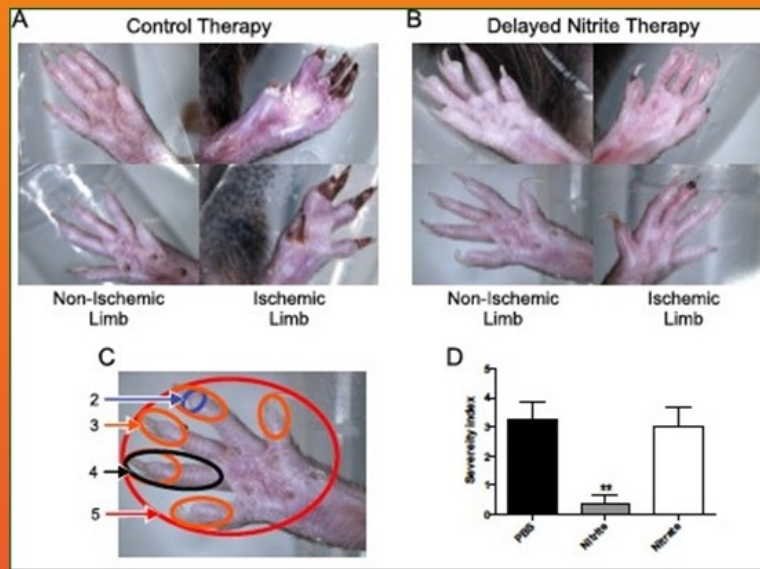 A
Control Therapy
Non-Ischemic
Limb
Ischemic
Limb
B
Delayed Nitrite Therapy
Non-Ischemic
Limb
Ischemic
Limb
C
2
3
4
5
D
Severeity index
5
4
3
2
1
0
**
PBS
Nitrite
Nitrate